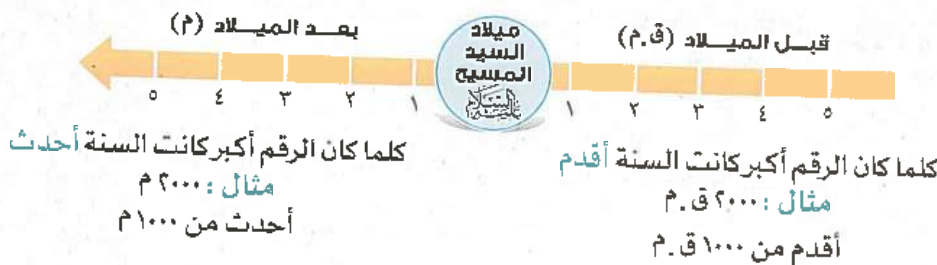 قبل الميلاد (ق.م)
ميلاد
السيد
المسيح
عليه السلام
بعد الميلاد (م)
١ ٢ ٣ ٤ ٥
١ ٢ ٣ ٤ ٥
كلما كان الرقم أكبر كانت السنة أقدم
مثال : ٢٠٠٠ ق.م
أقدم من ١٠٠٠ ق.م
كلما كان الرقم أكبر كانت السنة أحدث
مثال : ٢٠٠٠ م
أحدث من ١٠٠٠ م